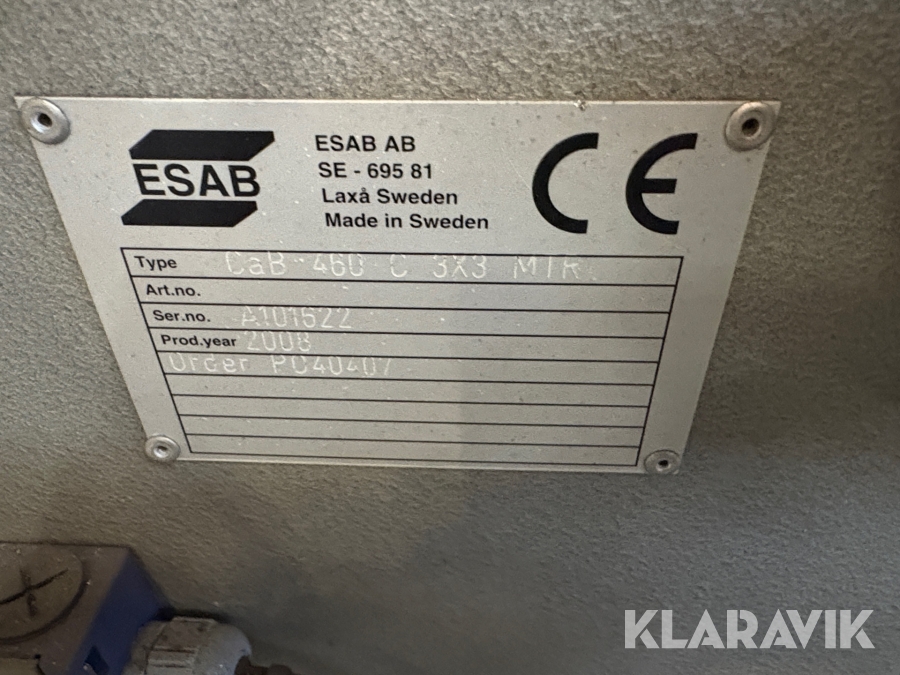 ESAB
ESAB AB
SE - 695 81
Laxå Sweden
Made in Sweden
CE
Type CaB 460 C 3X3 MTR.
Art.no.
Ser.no. A101622
Prod.year 2008
Order PC40407
KLARAVIK